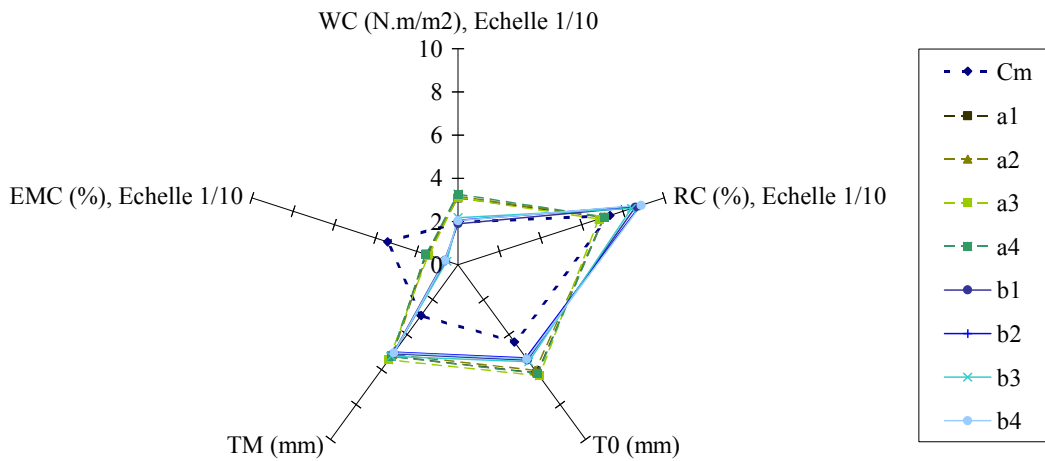 WC (N.m/m2), Echelle 1/10
10
8
6
4
2
0
EMC (%), Echelle 1/10
RC (%), Echelle 1/10
TM (mm)
T0 (mm)
Cm
a1
a2
a3
a4
b1
b2
b3
b4